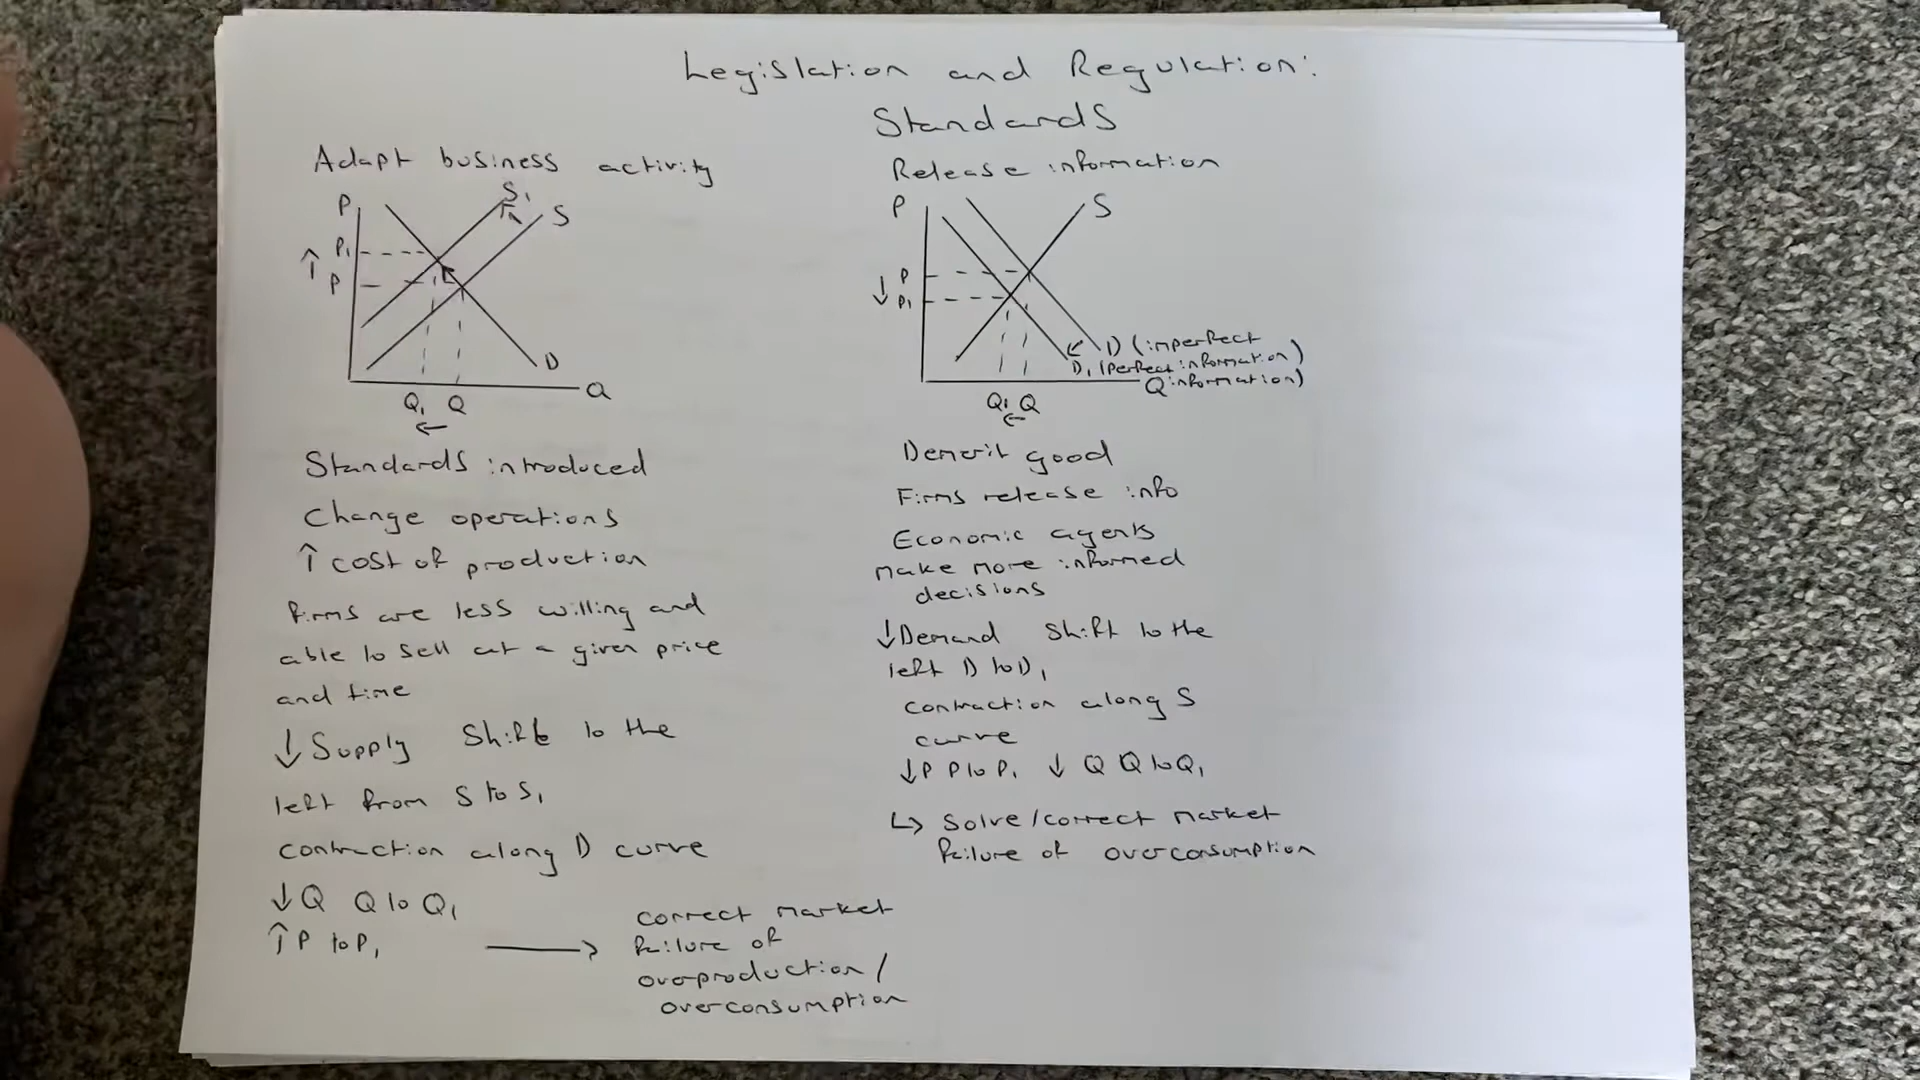 Legislation and Regulation:
Standards
Adapt business activity
P
S1
S
↑ P1
P
D
Q1 Q
Q
←
Standards introduced
Change operations
↑ cost of production
firms are less willing and
able to sell at a given price
and time
↓ Supply shift to the
left from S to S1
contraction along D curve
↓Q Q to Q1
↑P to P1 →
correct market
failure of
overproduction/
overconsumption
Release information
P
S
P
↓ P1
D (imperfect
D1 (perfect information)
Q information)
Q1 Q
←
Demerit good
Firms release info
Economic agents
make more informed
decisions
↓Demand shift to the
left D to D1
contraction along S
curve
↓P P to P1 ↓ Q Q to Q1
↳ solve/correct market
failure of overconsumption